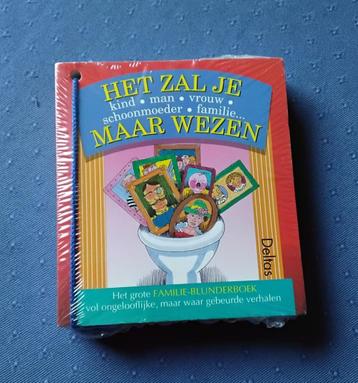 HET ZAL JE
kind • man • vrouw •
schoonmoeder • familie...
MAAR WEZEN
Deltas
Het grote FAMILIE-BLUNDERBOEK
vol ongelooflijke, maar waar gebeurde verhalen